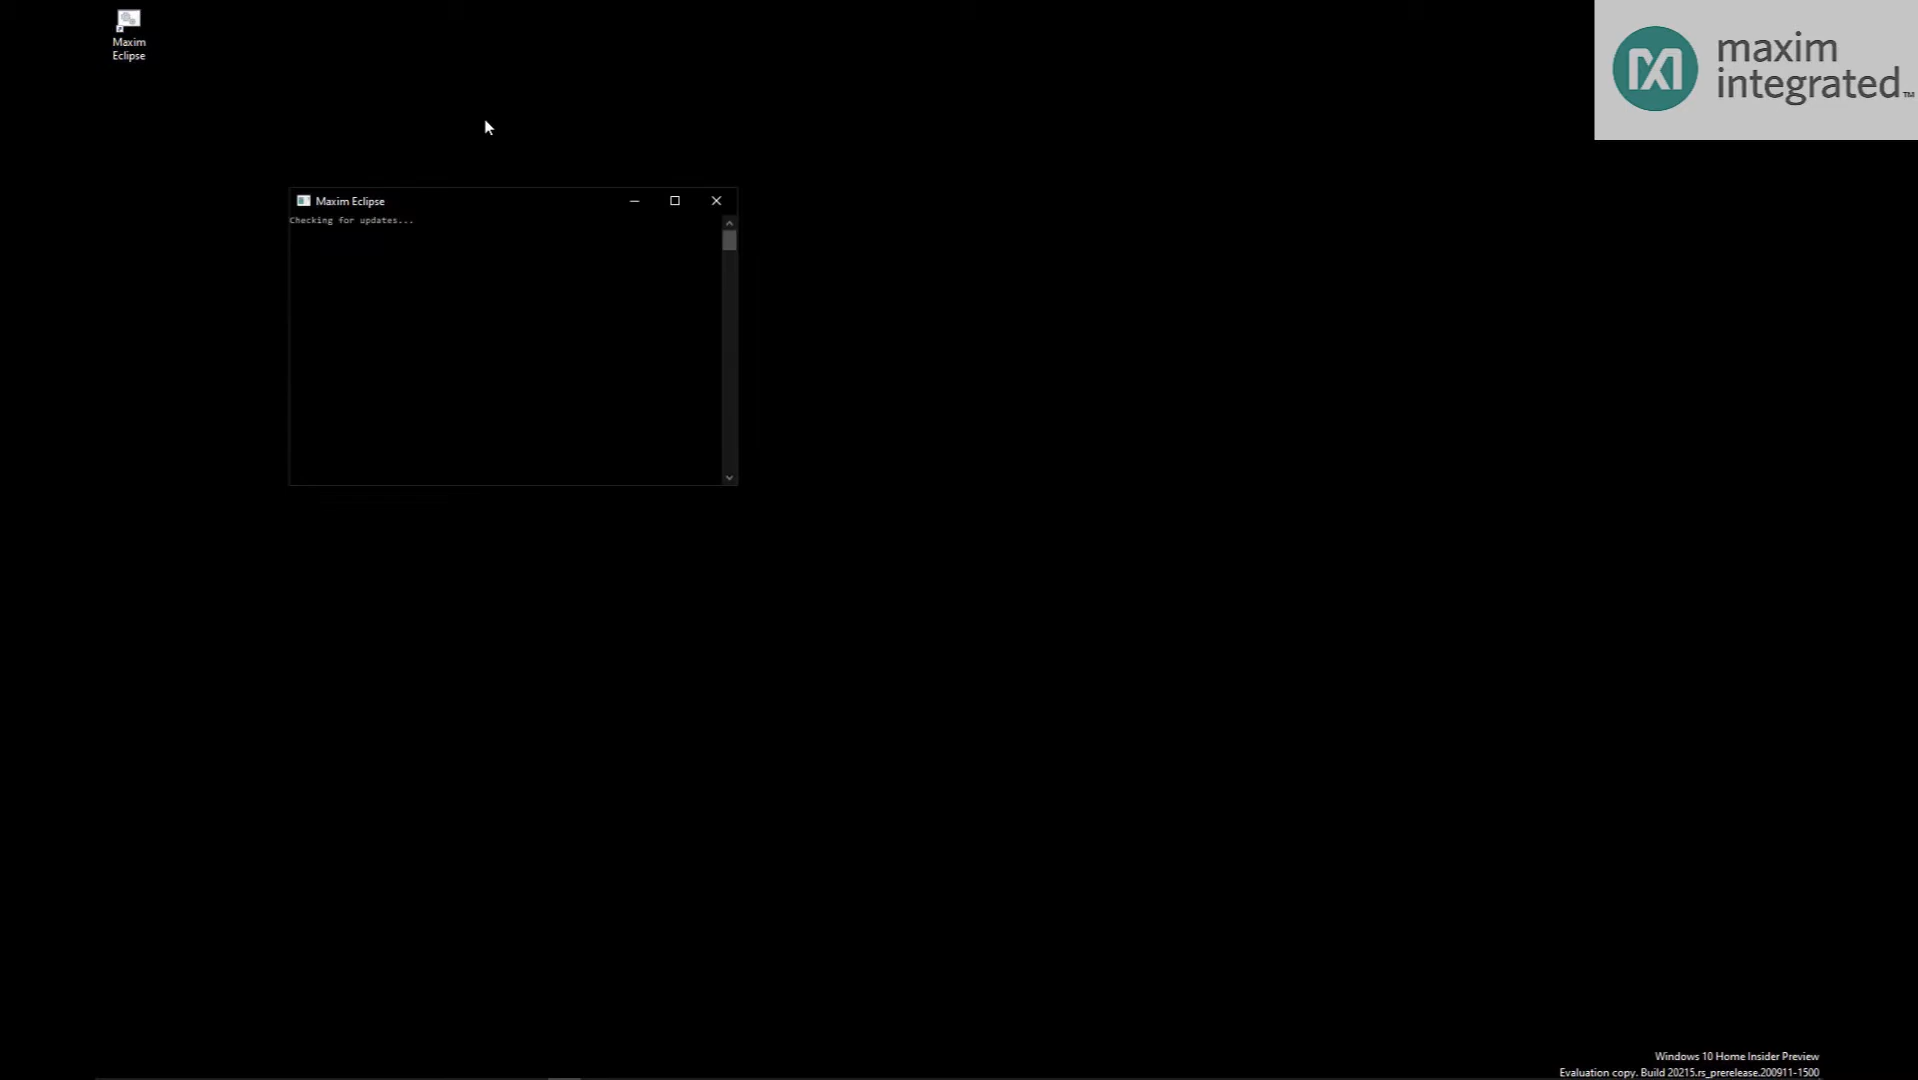 Maxim
Eclipse
maxim
integrated™
Maxim Eclipse
Checking for updates...
Windows 10 Home Insider Preview
Evaluation copy. Build 20215.rs_prerelease.200911-1500